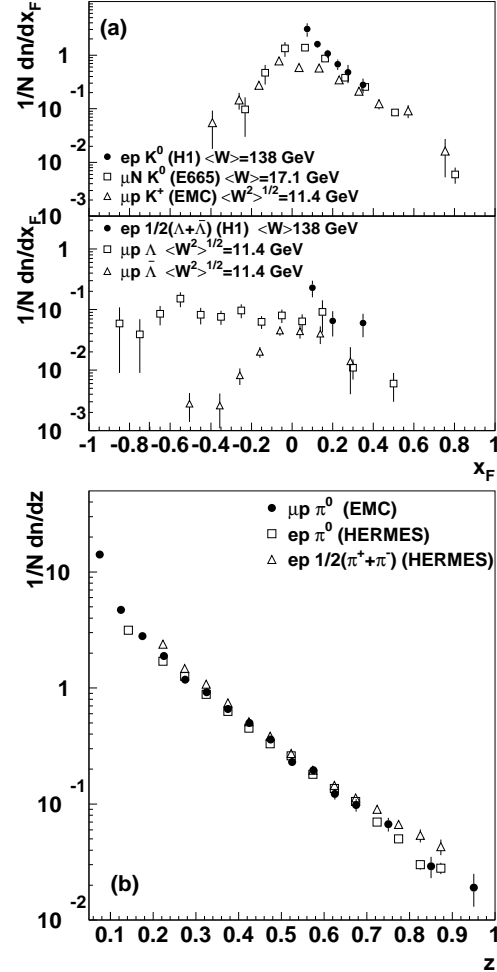 (a)
1/N dn/dx_F
1
10^-1
10^-2
10^-3
ep K^0 (H1) <W>=138 GeV
μN K^0 (E665) <W>=17.1 GeV
μp K^+ (EMC) <W^2>^1/2=11.4 GeV
1/N dn/dx_F
1
10^-1
10^-2
10^-3
ep 1/2(Λ+Λ̄) (H1) <W>138 GeV
μp Λ <W^2>^1/2=11.4 GeV
μp Λ̄ <W^2>^1/2=11.4 GeV
-1 -0.8 -0.6 -0.4 -0.2 0 0.2 0.4 0.6 0.8 1
x_F
1/N dn/dz
10
1
10^-1
10^-2
μp π^0 (EMC)
ep π^0 (HERMES)
ep 1/2(π^+ +π^-) (HERMES)
(b)
0.1 0.2 0.3 0.4 0.5 0.6 0.7 0.8 0.9 1
z